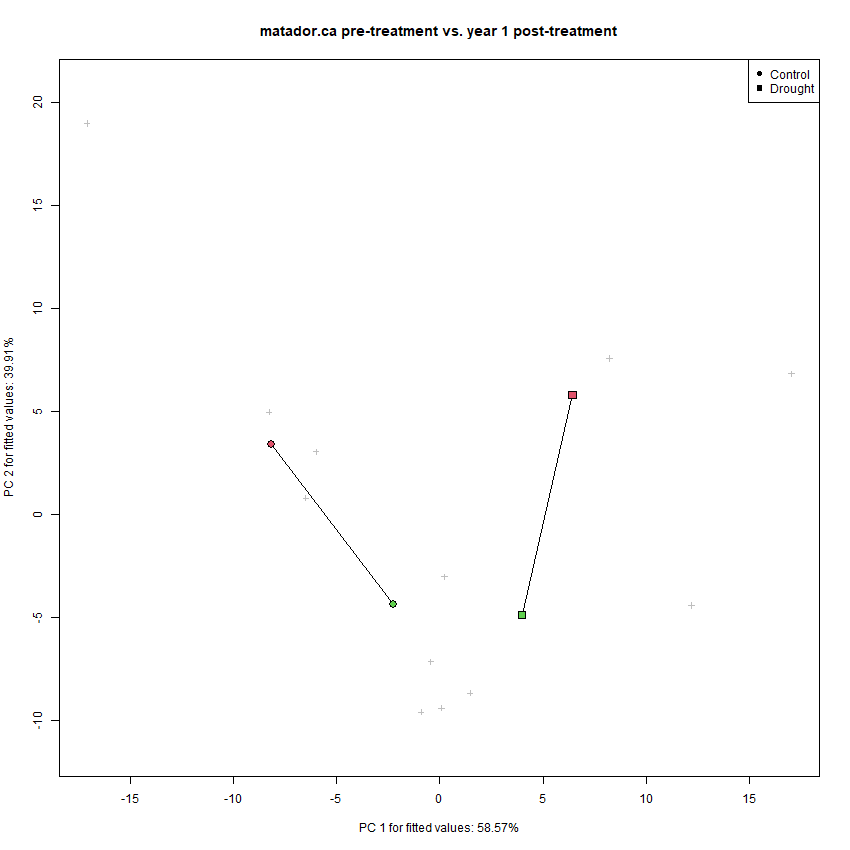 matador.ca pre-treatment vs. year 1 post-treatment
Control
Drought
PC 2 for fitted values: 39.91%
20
15
10
5
0
-5
-10
-15
-10
-5
0
5
10
15
PC 1 for fitted values: 58.57%